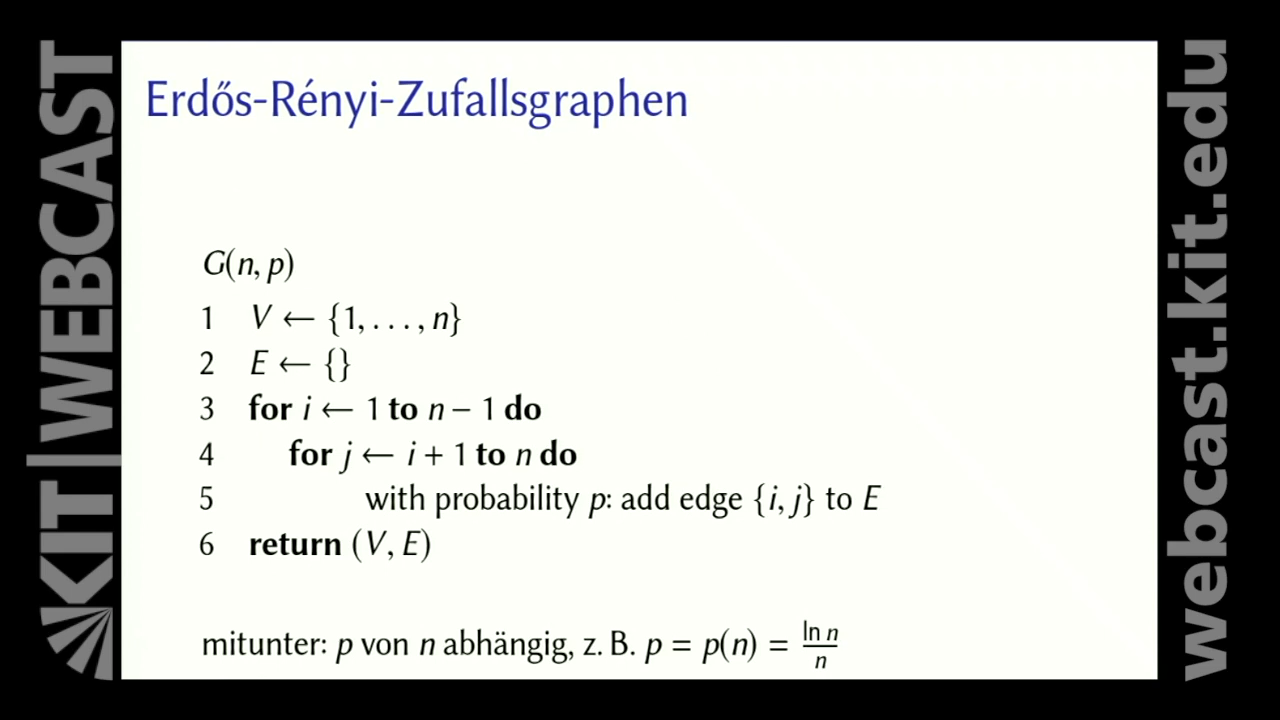 KIT | WEBCAST
Erdős-Rényi-Zufallsgraphen
G(n, p)
1 V ← {1, . . . , n}
2 E ← {}
3 for i ← 1 to n − 1 do
4 for j ← i + 1 to n do
5 with probability p: add edge {i, j} to E
6 return (V, E)
mitunter: p von n abhängig, z. B. p = p(n) = ln n / n
webcast.kit.edu